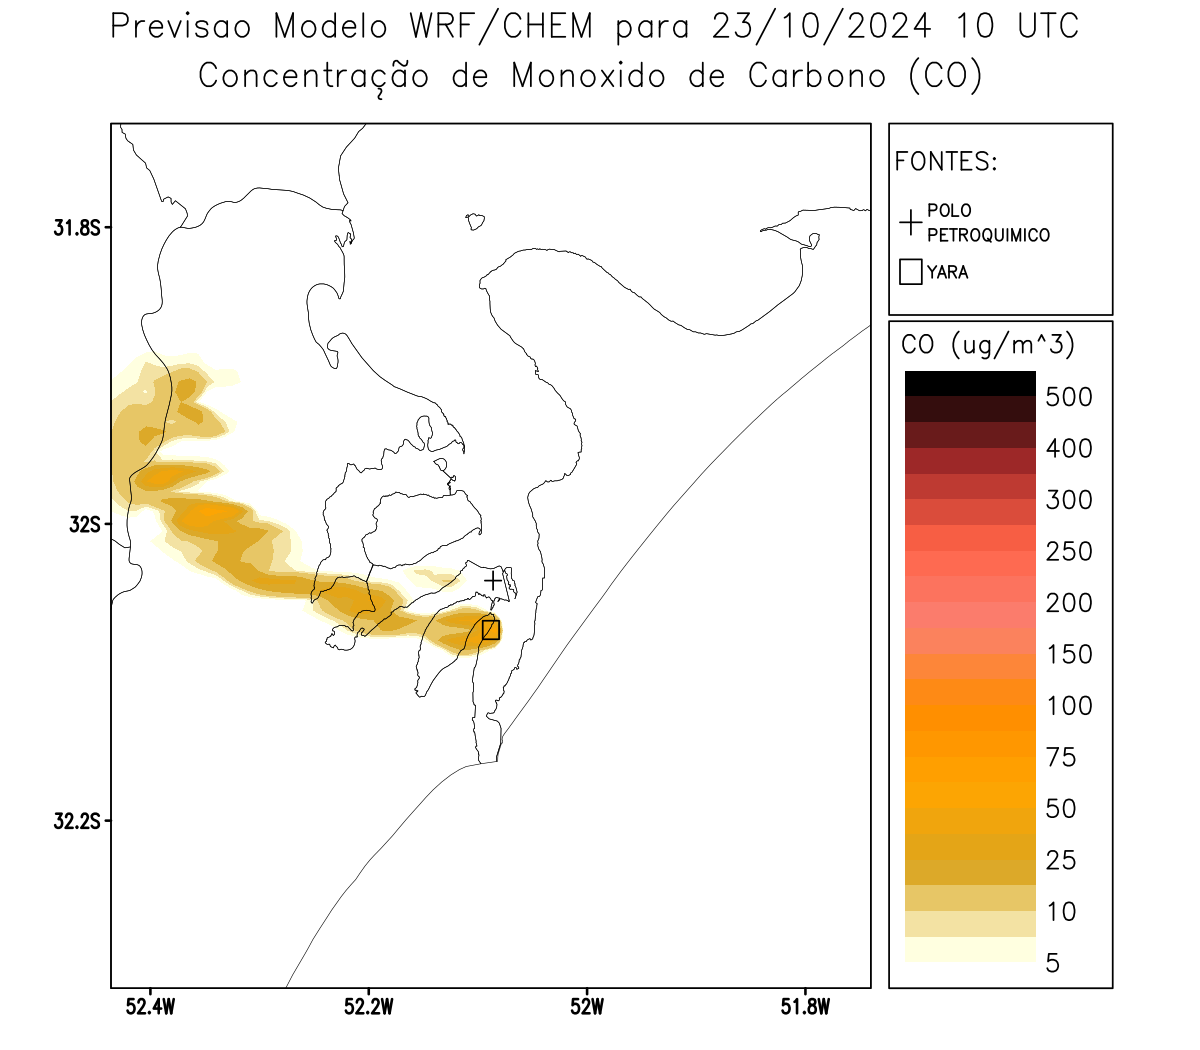 Previsao Modelo WRF/CHEM para 23/10/2024 10 UTC
Concentração de Monoxido de Carbono (CO)
FONTES:
POLO
PETROQUIMICO
YARA
CO (ug/m^3)
500
400
300
250
200
150
100
75
50
25
10
5
31.8S
32S
32.2S
52.4W
52.2W
52W
51.8W